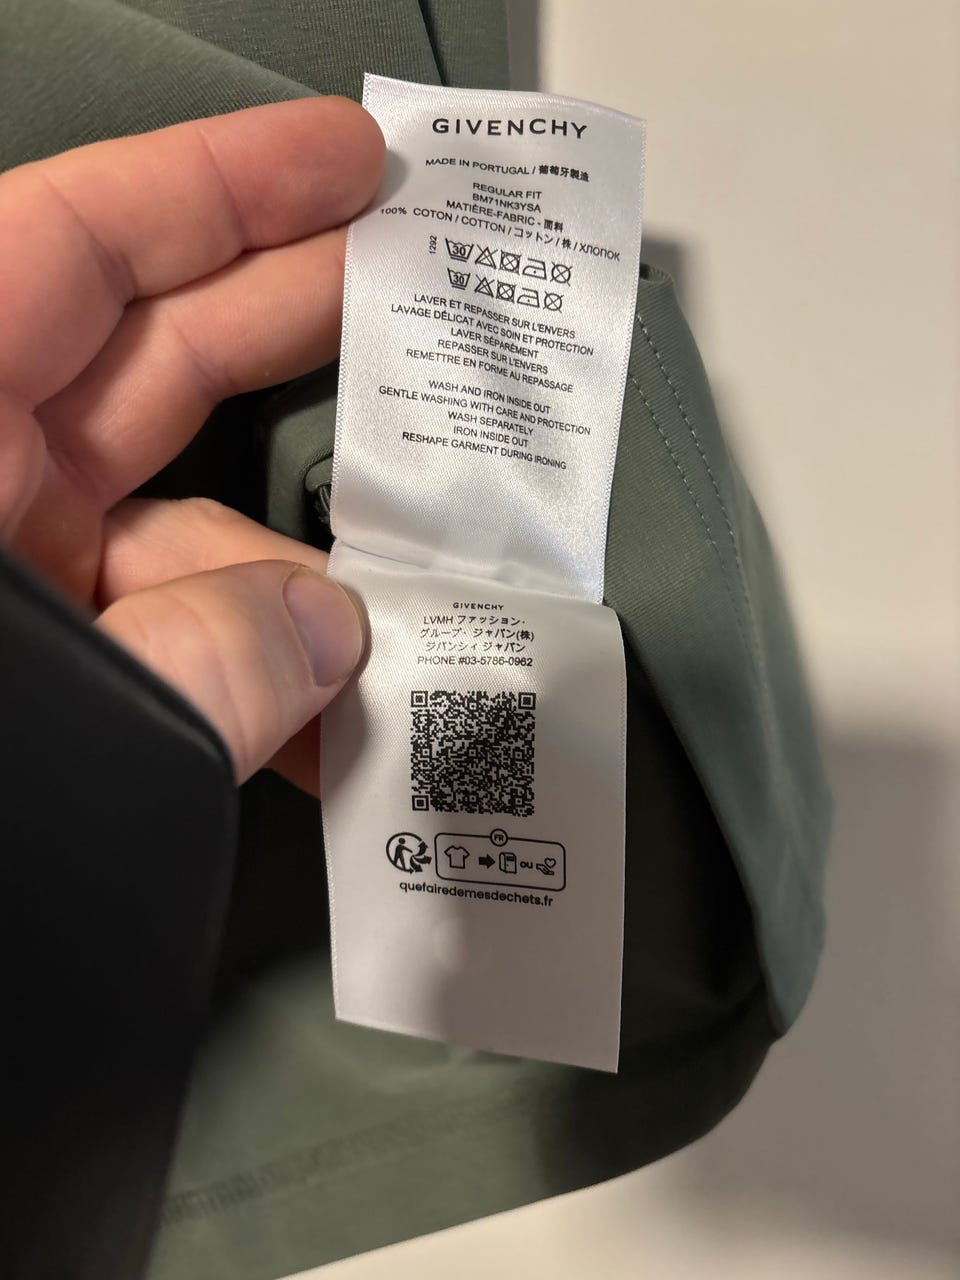 GIVENCHY
MADE IN PORTUGAL / 葡萄牙製造
REGULAR FIT
BM71NK3YSA
MATIÈRE-FABRIC - 面料
100% COTON / COTTON / コットン / 株 / ХЛОПОК
1292
30
30
LAVER ET REPASSER SUR L'ENVERS
LAVAGE DÉLICAT AVEC SOIN ET PROTECTION
LAVER SÉPARÉMENT
REPASSER SUR L'ENVERS
REMETTRE EN FORME AU REPASSAGE
WASH AND IRON INSIDE OUT
GENTLE WASHING WITH CARE AND PROTECTION
WASH SEPARATELY
IRON INSIDE OUT
RESHAPE GARMENT DURING IRONING
GIVENCHY
LVMH ファッション・
グループ・ジャパン(株)
ジバンシィ ジャパン
PHONE #03-5786-0962
FR
ou
quefairedemesdechets.fr